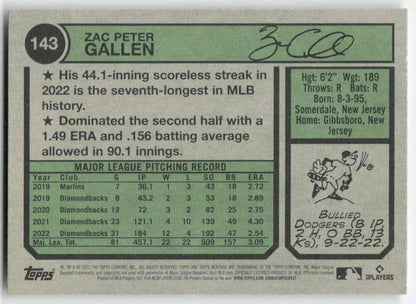 143
ZAC PETER
GALLEN
★ His 44.1-inning scoreless streak in
2022 is the seventh-longest in MLB
history.
★ Dominated the second half with a
1.49 ERA and .156 batting average
allowed in 90.1 innings.
Hgt: 6'2" Wgt: 189
Throws: R Bats: R
Born: 8-3-95,
Somerdale, New Jersey
Home: Gibbsboro, New
Jersey
MAJOR LEAGUE PITCHING RECORD
Year Club G IP W L SO BB ERA
2019 Marlins 7 36.1 1 3 43 18 2.72
2019 Diamondbacks 8 43.2 2 3 53 18 2.89
2020 Diamondbacks 12 72 3 2 82 25 2.75
2021 Diamondbacks 23 121.1 4 10 139 49 4.30
2022 Diamondbacks 31 184 12 4 192 47 2.54
Maj. Lea. Tot. 81 457.1 22 22 509 157 3.09
BULLIED
DODGERS (8 IP,
2 H, 0 BB, 13
Ks), 9-22-22.
Topps
PLAYERS